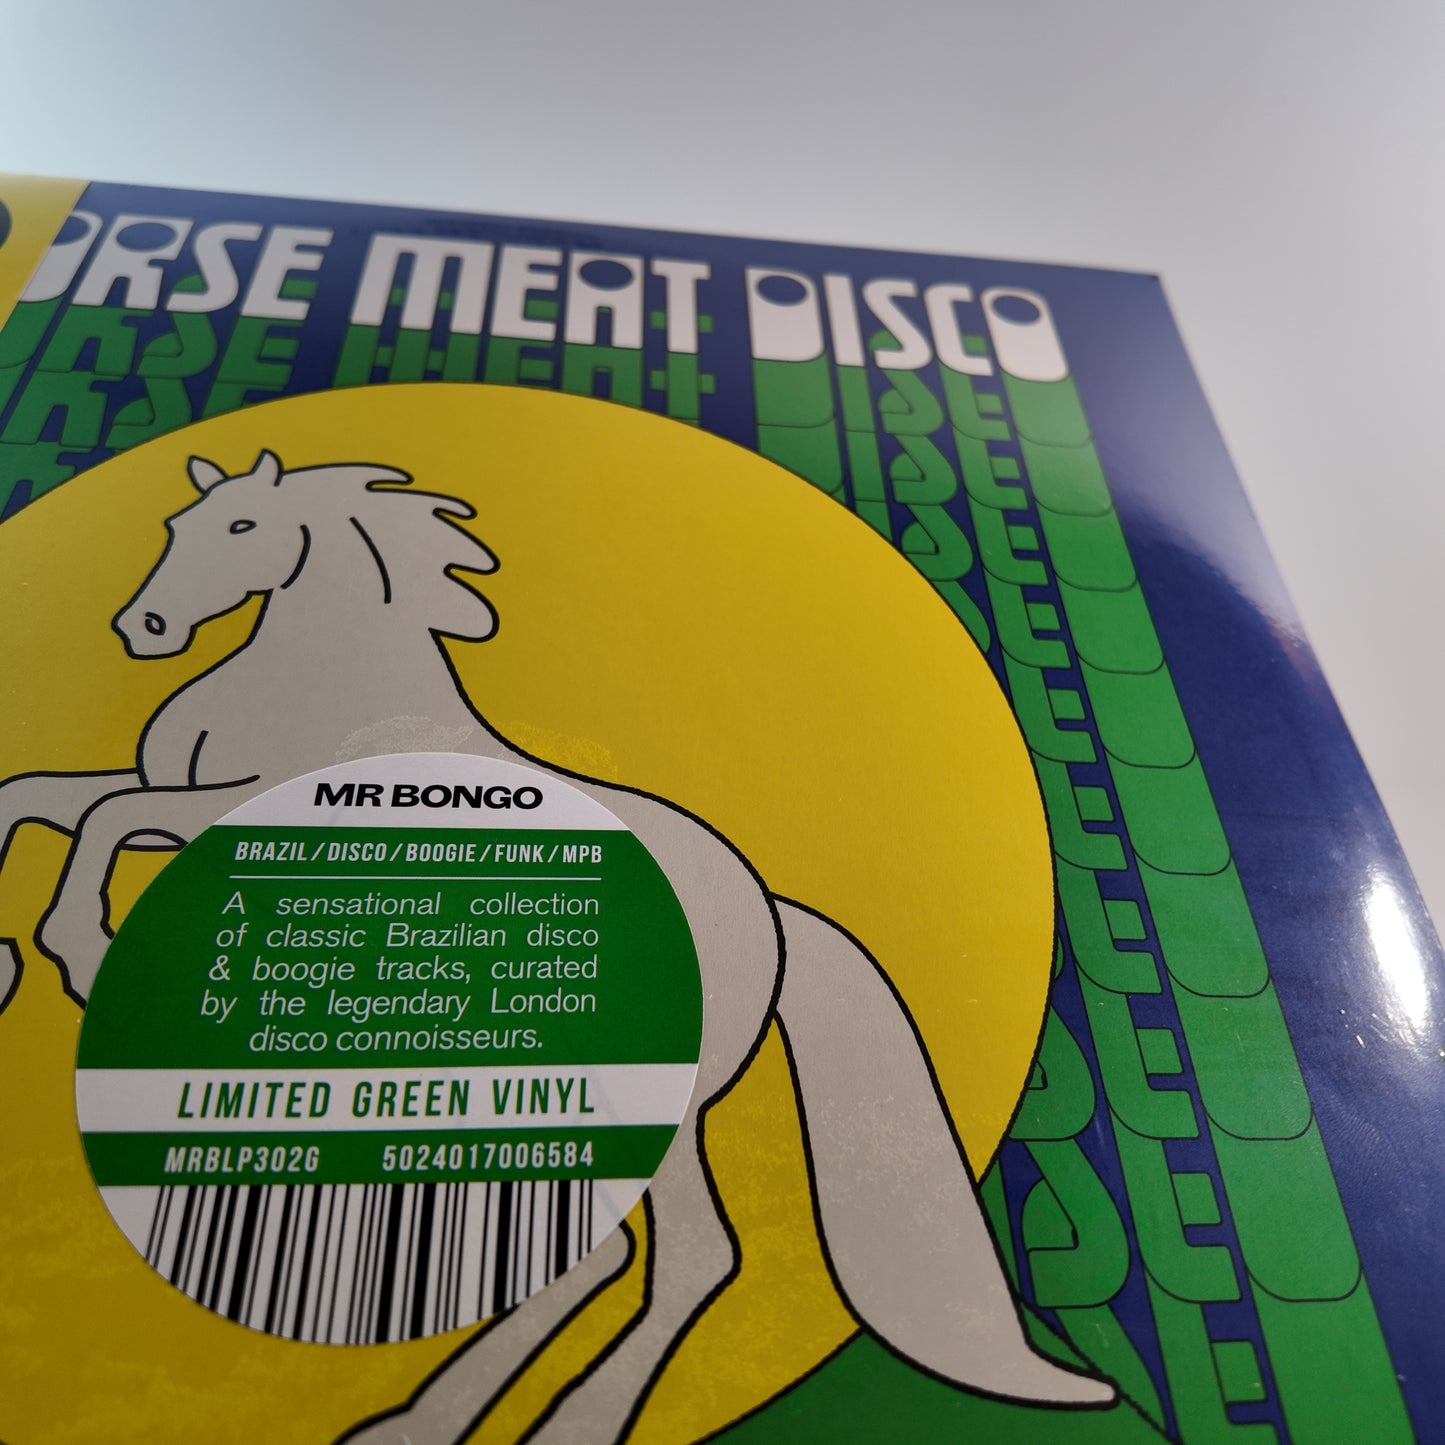 ORSE MEAT DISCO
MR BONGO
BRAZIL / DISCO / BOOGIE / FUNK / MPB
A sensational collection
of classic Brazilian disco
& boogie tracks, curated
by the legendary London
disco connoisseurs.
LIMITED GREEN VINYL
MRBLP302G 5024017006584